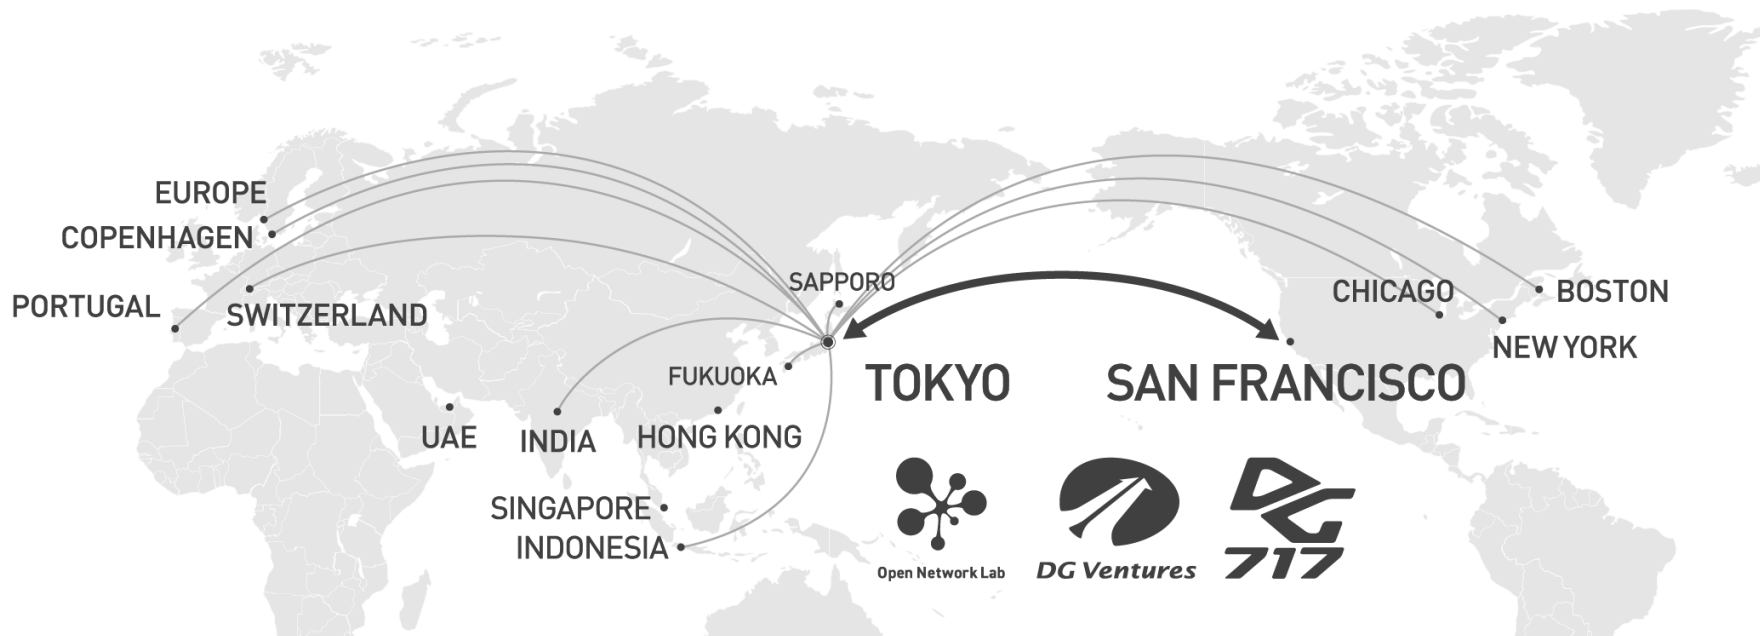 EUROPE
COPENHAGEN
PORTUGAL
SWITZERLAND
SAPPORO
CHICAGO
BOSTON
NEW YORK
FUKUOKA
TOKYO
SAN FRANCISCO
UAE
INDIA
HONG KONG
SINGAPORE
INDONESIA
Open Network Lab
DG Ventures
DG
717